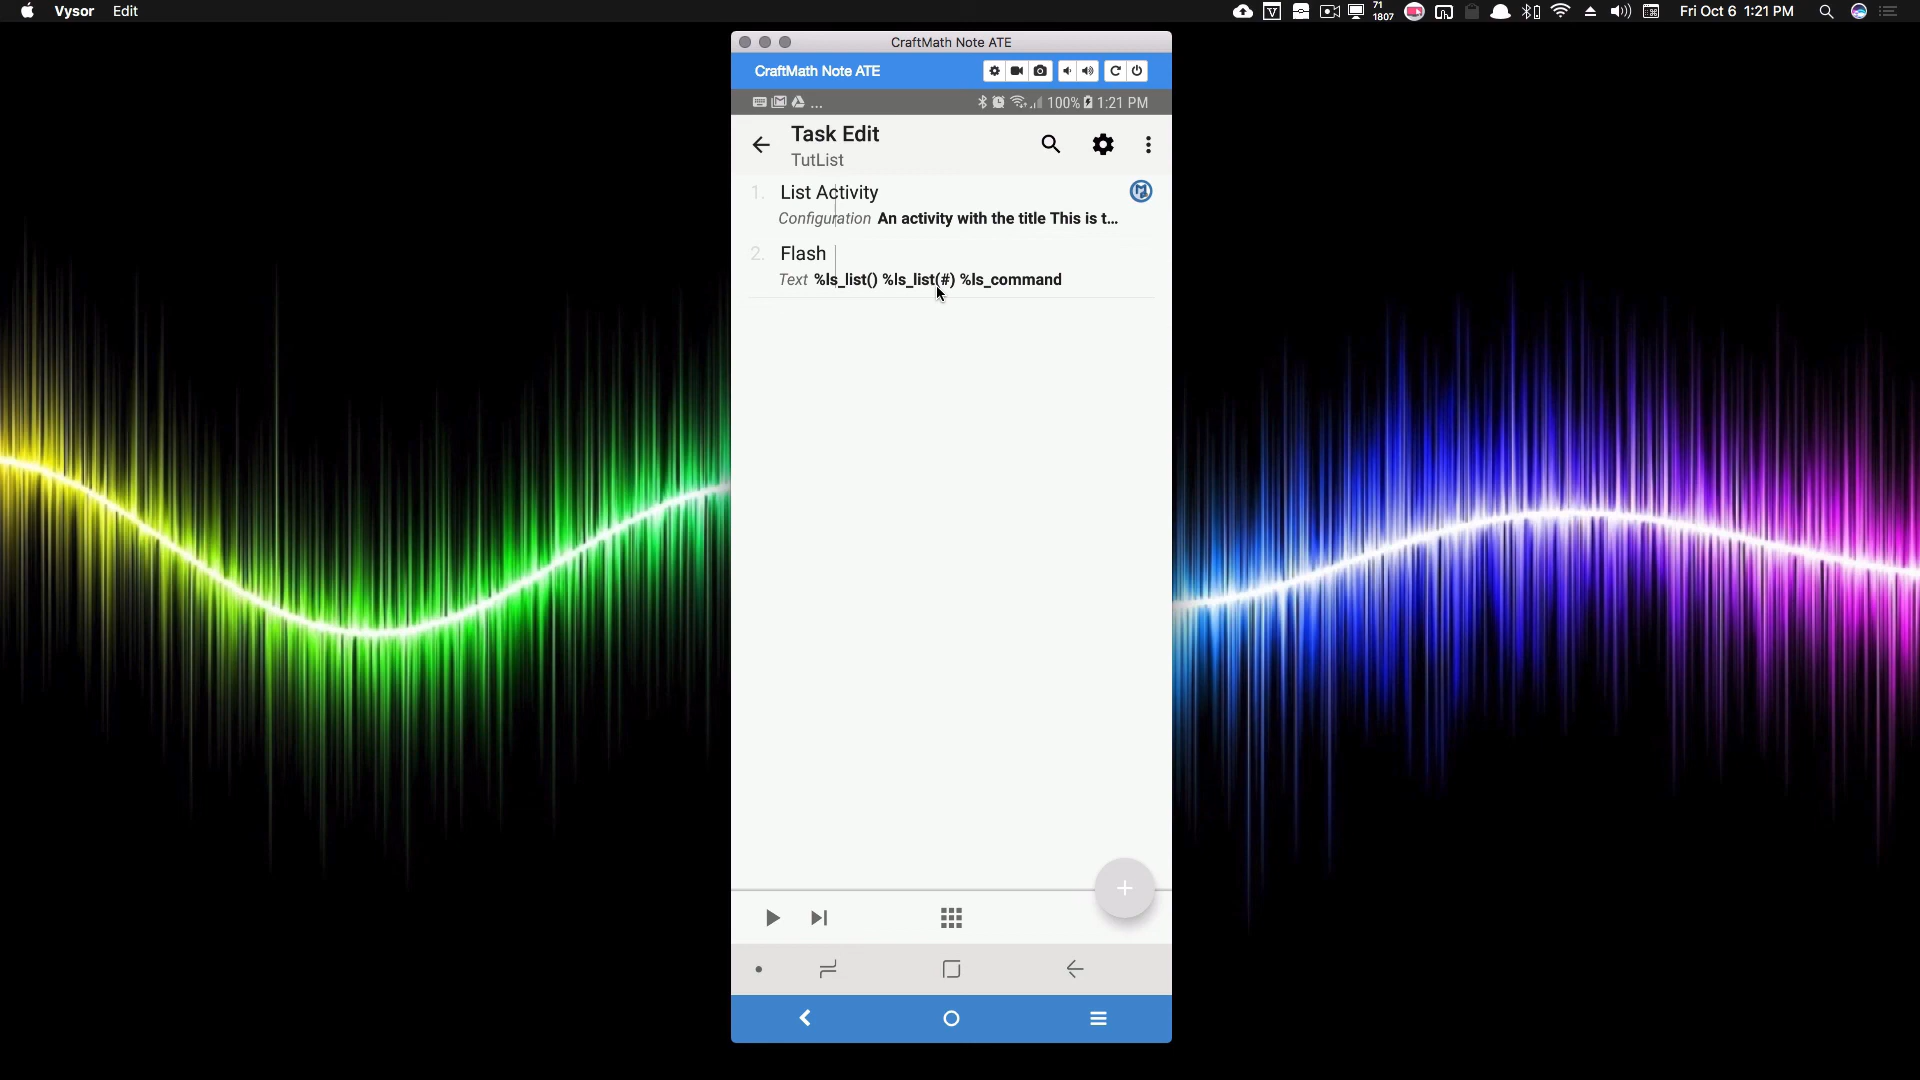 Vysor Edit
71
1807
Fri Oct 6 1:21 PM
CraftMath Note ATE
CraftMath Note ATE
... 100% 1:21 PM
Task Edit
TutList
1. List Activity
Configuration An activity with the title This is t...
2. Flash
Text %ls_list() %ls_list(#) %ls_command